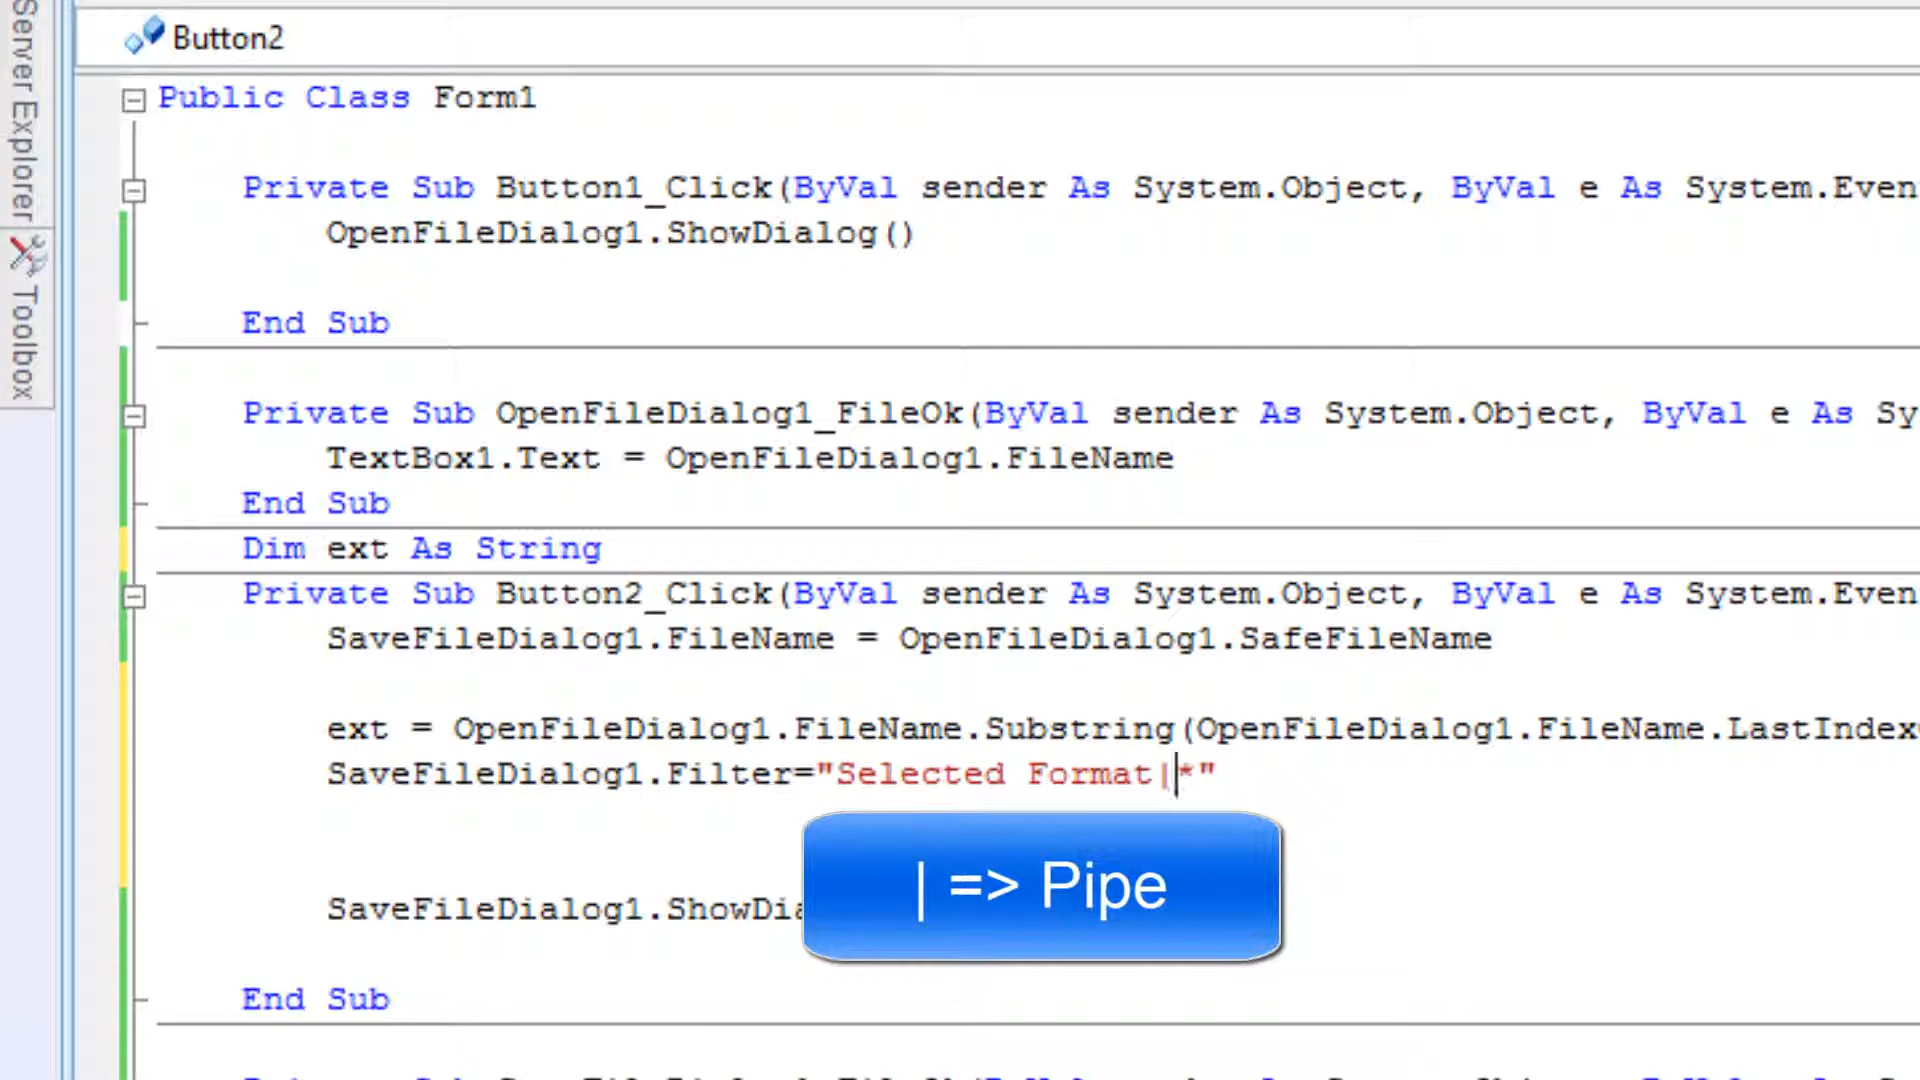 Server Explorer
Toolbox
Button2
Public Class Form1
Private Sub Button1_Click(ByVal sender As System.Object, ByVal e As System.Even
OpenFileDialog1.ShowDialog()
End Sub
Private Sub OpenFileDialog1_FileOk(ByVal sender As System.Object, ByVal e As Sy
TextBox1.Text = OpenFileDialog1.FileName
End Sub
Dim ext As String
Private Sub Button2_Click(ByVal sender As System.Object, ByVal e As System.Even
SaveFileDialog1.FileName = OpenFileDialog1.SafeFileName
ext = OpenFileDialog1.FileName.Substring(OpenFileDialog1.FileName.LastIndex
SaveFileDialog1.Filter="Selected Format|*"
SaveFileDialog1.ShowDia
| => Pipe
End Sub